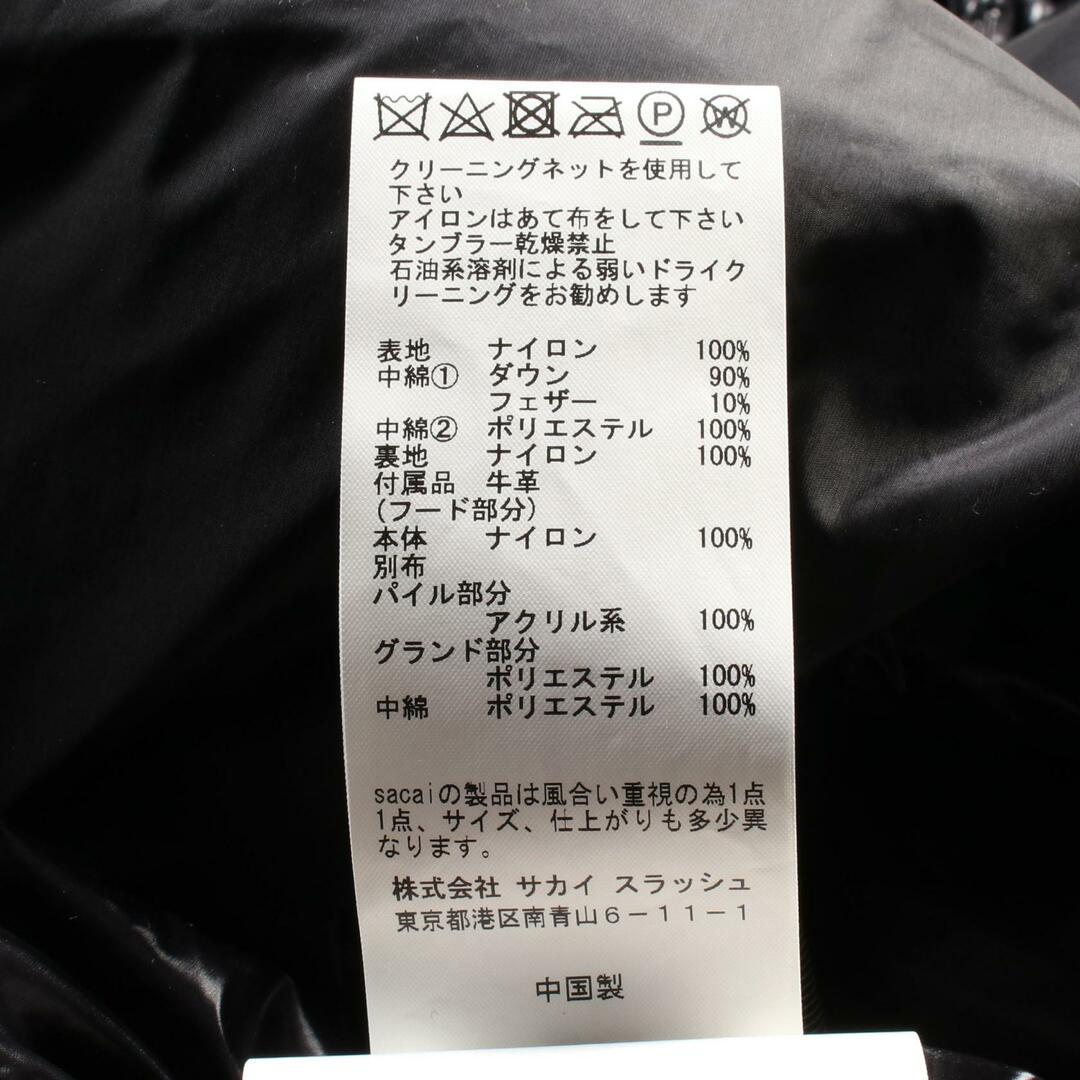 P W
クリーニングネットを使用して
下さい
アイロンはあて布をして下さい
タンブラー乾燥禁止
石油系溶剤による弱いドライク
リーニングをお勧めします
表地 ナイロン 100%
中綿① ダウン 90%
フェザー 10%
中綿② ポリエステル 100%
裏地 ナイロン 100%
付属品 牛革
(フード部分)
本体 ナイロン 100%
別布
パイル部分
アクリル系 100%
グランド部分
ポリエステル 100%
中綿 ポリエステル 100%
sacaiの製品は風合い重視の為1点
1点、サイズ、仕上がりも多少異
なります。
株式会社 サカイ スラッシュ
東京都港区南青山6-11-1
中国製